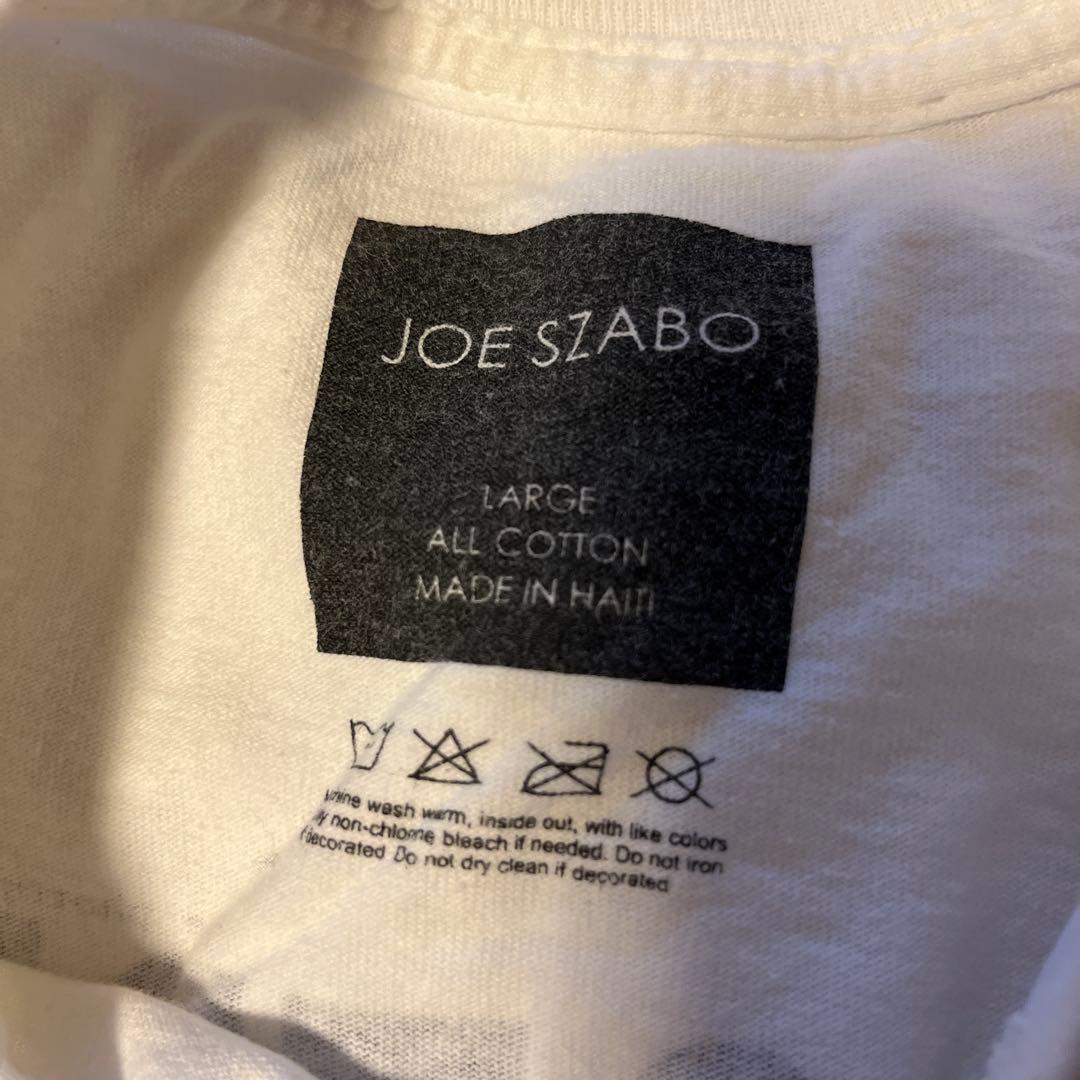 JOE SZABO
LARGE
ALL COTTON
MADE IN HAITI
wash warm, inside out, with like colors
non-chlorine bleach if needed. Do not iron
decorated Do not dry clean if decorated